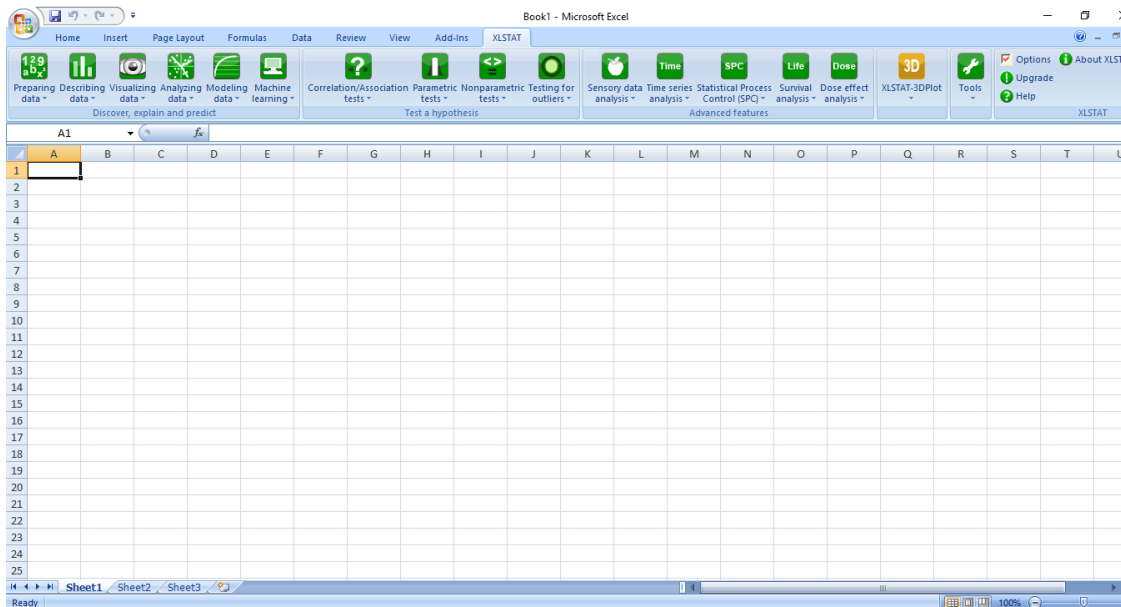 Book1 - Microsoft Excel
Home Insert Page Layout Formulas Data Review View Add-Ins XLSTAT
Preparing data
Describing data
Visualizing data
Analyzing data
Modeling data
Machine learning
Discover, explain and predict
Correlation/Association tests
Parametric tests
Nonparametric tests
Testing for outliers
Test a hypothesis
Time
SPC
Life
Dose
Sensory data analysis
Time series analysis
Statistical Process Control (SPC)
Survival analysis
Dose effect analysis
Advanced features
3D
XLSTAT-3DPlot
Tools
Options
About XLST
Upgrade
Help
XLSTAT
A1 fx
A B C D E F G H I J K L M N O P Q R S T U
1
2
3
4
5
6
7
8
9
10
11
12
13
14
15
16
17
18
19
20
21
22
23
24
25
Sheet1 Sheet2 Sheet3
Ready 100%